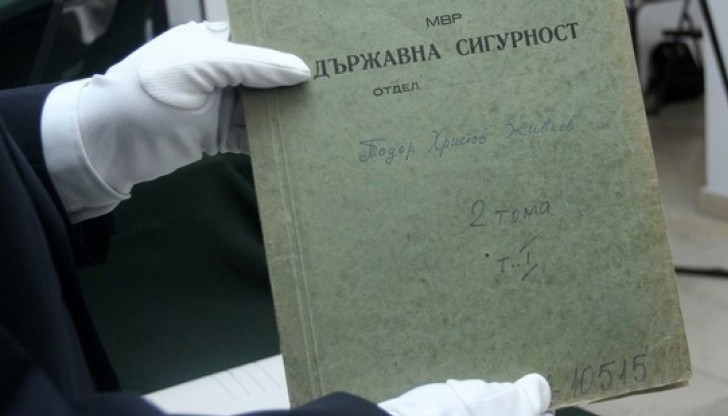 МВР
ДЪРЖАВНА СИГУРНОСТ
ОТДЕЛ
Тодор Христов Живков
2 тома
т. I
10515